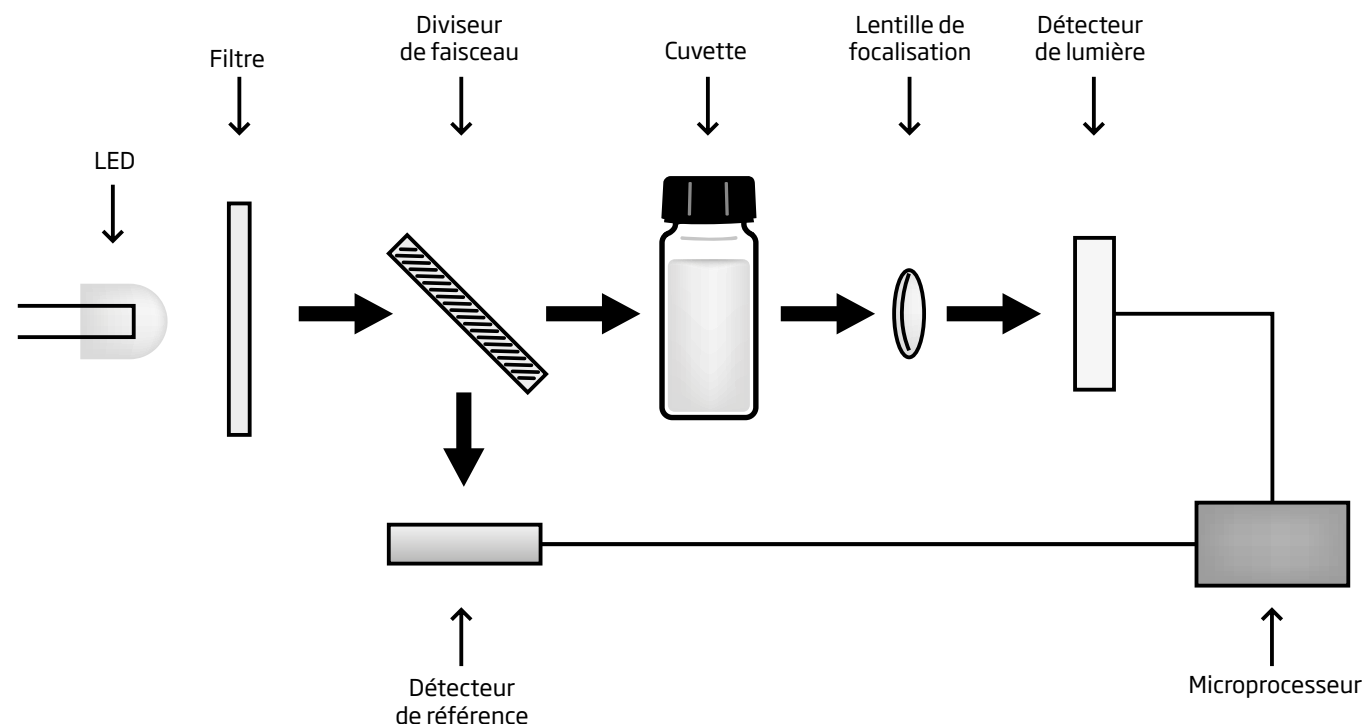 LED
Filtre
Diviseur
de faisceau
Cuvette
Lentille de
focalisation
Détecteur
de lumière
Détecteur
de référence
Microprocesseur